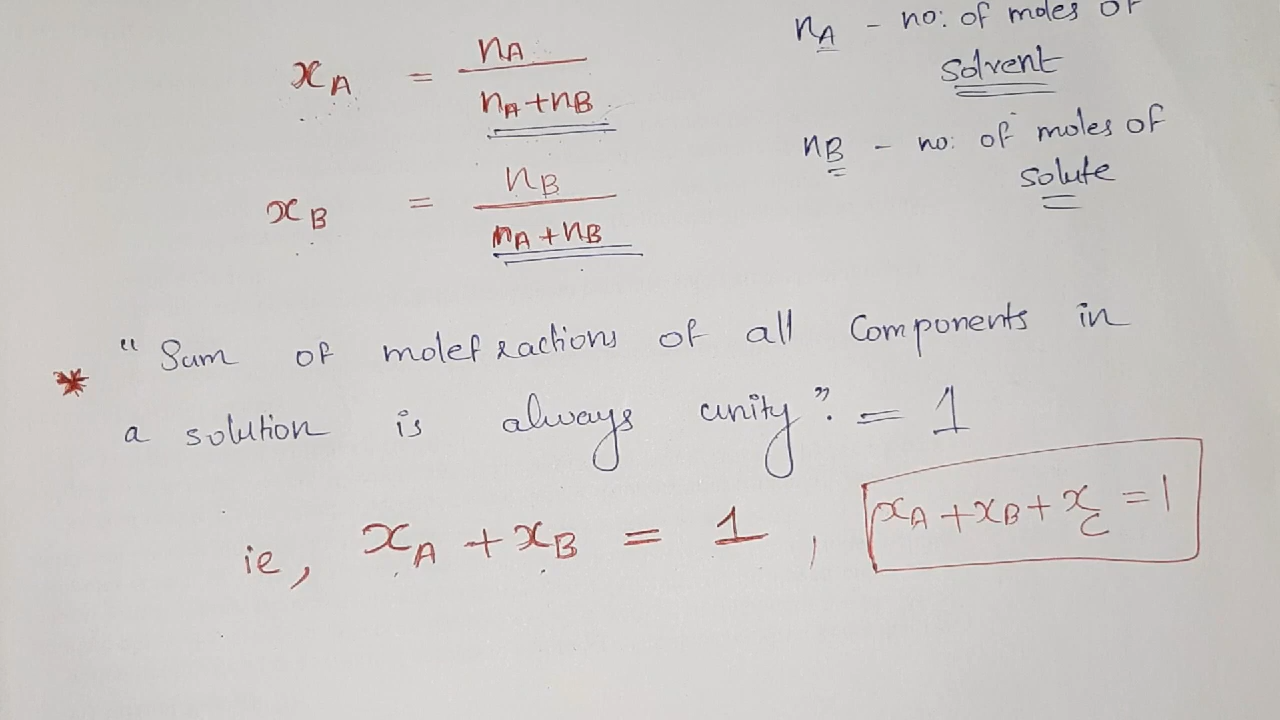 xA = nA / nA+nB
nA - no: of moles of
solvent
xB = nB / nA+nB
nB - no: of moles of
solute
* "Sum of molefractions of all Components in
a solution is always unity". = 1
ie, xA + xB = 1, xA + xB + xC = 1